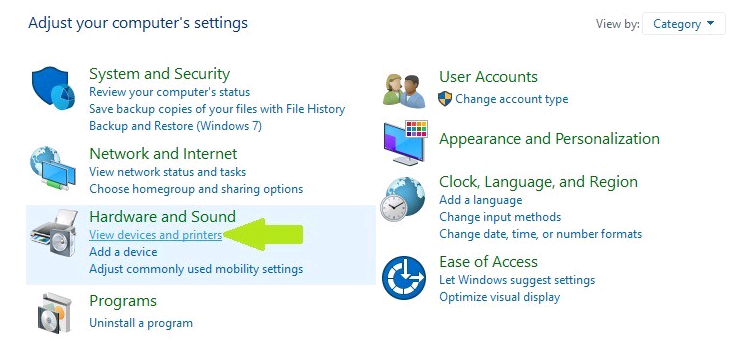 Adjust your computer's settings
View by: Category
System and Security
Review your computer's status
Save backup copies of your files with File History
Backup and Restore (Windows 7)
Network and Internet
View network status and tasks
Choose homegroup and sharing options
Hardware and Sound
View devices and printers
Add a device
Adjust commonly used mobility settings
Programs
Uninstall a program
User Accounts
Change account type
Appearance and Personalization
Clock, Language, and Region
Add a language
Change input methods
Change date, time, or number formats
Ease of Access
Let Windows suggest settings
Optimize visual display